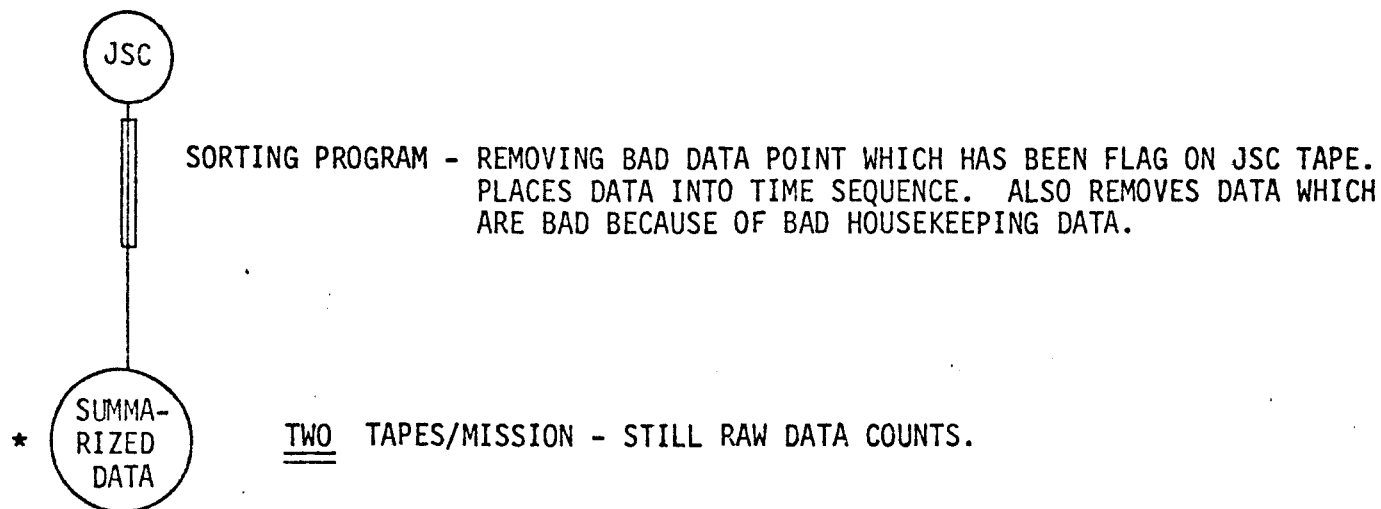 JSC
SORTING PROGRAM - REMOVING BAD DATA POINT WHICH HAS BEEN FLAG ON JSC TAPE.
PLACES DATA INTO TIME SEQUENCE. ALSO REMOVES DATA WHICH
ARE BAD BECAUSE OF BAD HOUSEKEEPING DATA.
SUMMA-
* RIZED
DATA
TWO TAPES/MISSION - STILL RAW DATA COUNTS.